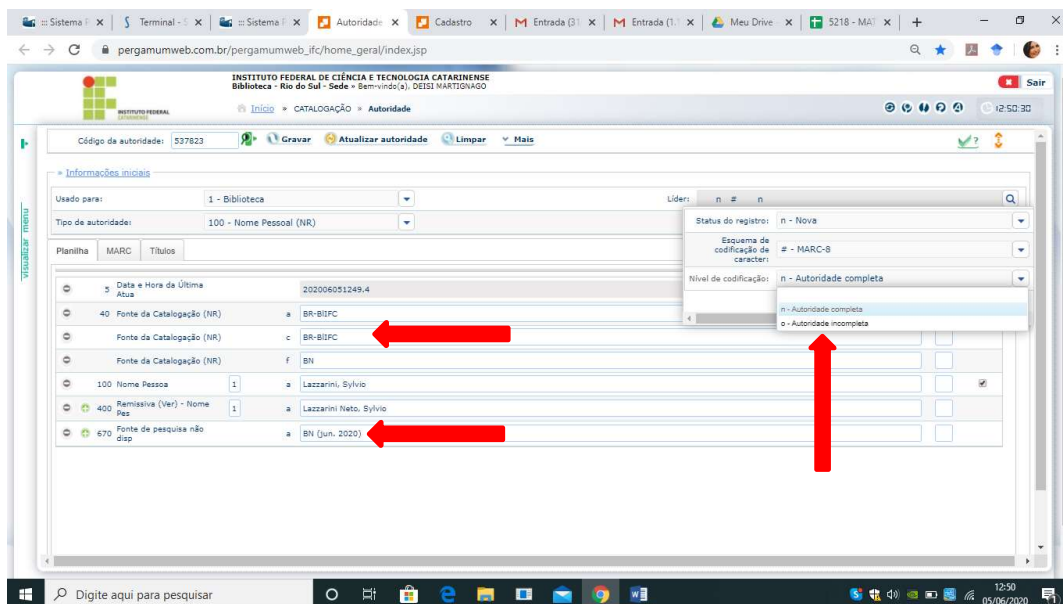 ::: Sistema F
Terminal - S
::: Sistema P
Autoridade
Cadastro
Entrada (31
Entrada (1.
Meu Drive
5218 - MAT
pergamumweb.com.br/pergamumweb_ifc/home_geral/index.jsp
INSTITUTO FEDERAL
CATARINENSE
INSTITUTO FEDERAL DE CIÊNCIA E TECNOLOGIA CATARINENSE
Biblioteca - Rio do Sul - Sede » Bem-vindo(a), DEISI MARTIGNAGO
Sair
Início » CATALOGAÇÃO » Autoridade
12:50:30
Código da autoridade: 537823 Gravar Atualizar autoridade Limpar Mais
visualizar menu
» Informações iniciais
Usado para: 1 - Biblioteca Líder: n # n
Tipo de autoridade: 100 - Nome Pessoal (NR)
Status do registro: n - Nova
Esquema de codificação de caracter: # - MARC-8
Nível de codificação: n - Autoridade completa
n - Autoridade completa
o - Autoridade incompleta
Planilha MARC Títulos
5 Data e Hora da Última Atua 202006051249.4
40 Fonte da Catalogação (NR) a BR-BlIFC
Fonte da Catalogação (NR) c BR-BlIFC
Fonte da Catalogação (NR) f BN
100 Nome Pessoa 1 a Lazzarini, Sylvio
400 Remissiva (Ver) - Nome Pes 1 a Lazzarini Neto, Sylvio
670 Fonte de pesquisa não disp a BN (jun. 2020)
Digite aqui para pesquisar
12:50
05/06/2020